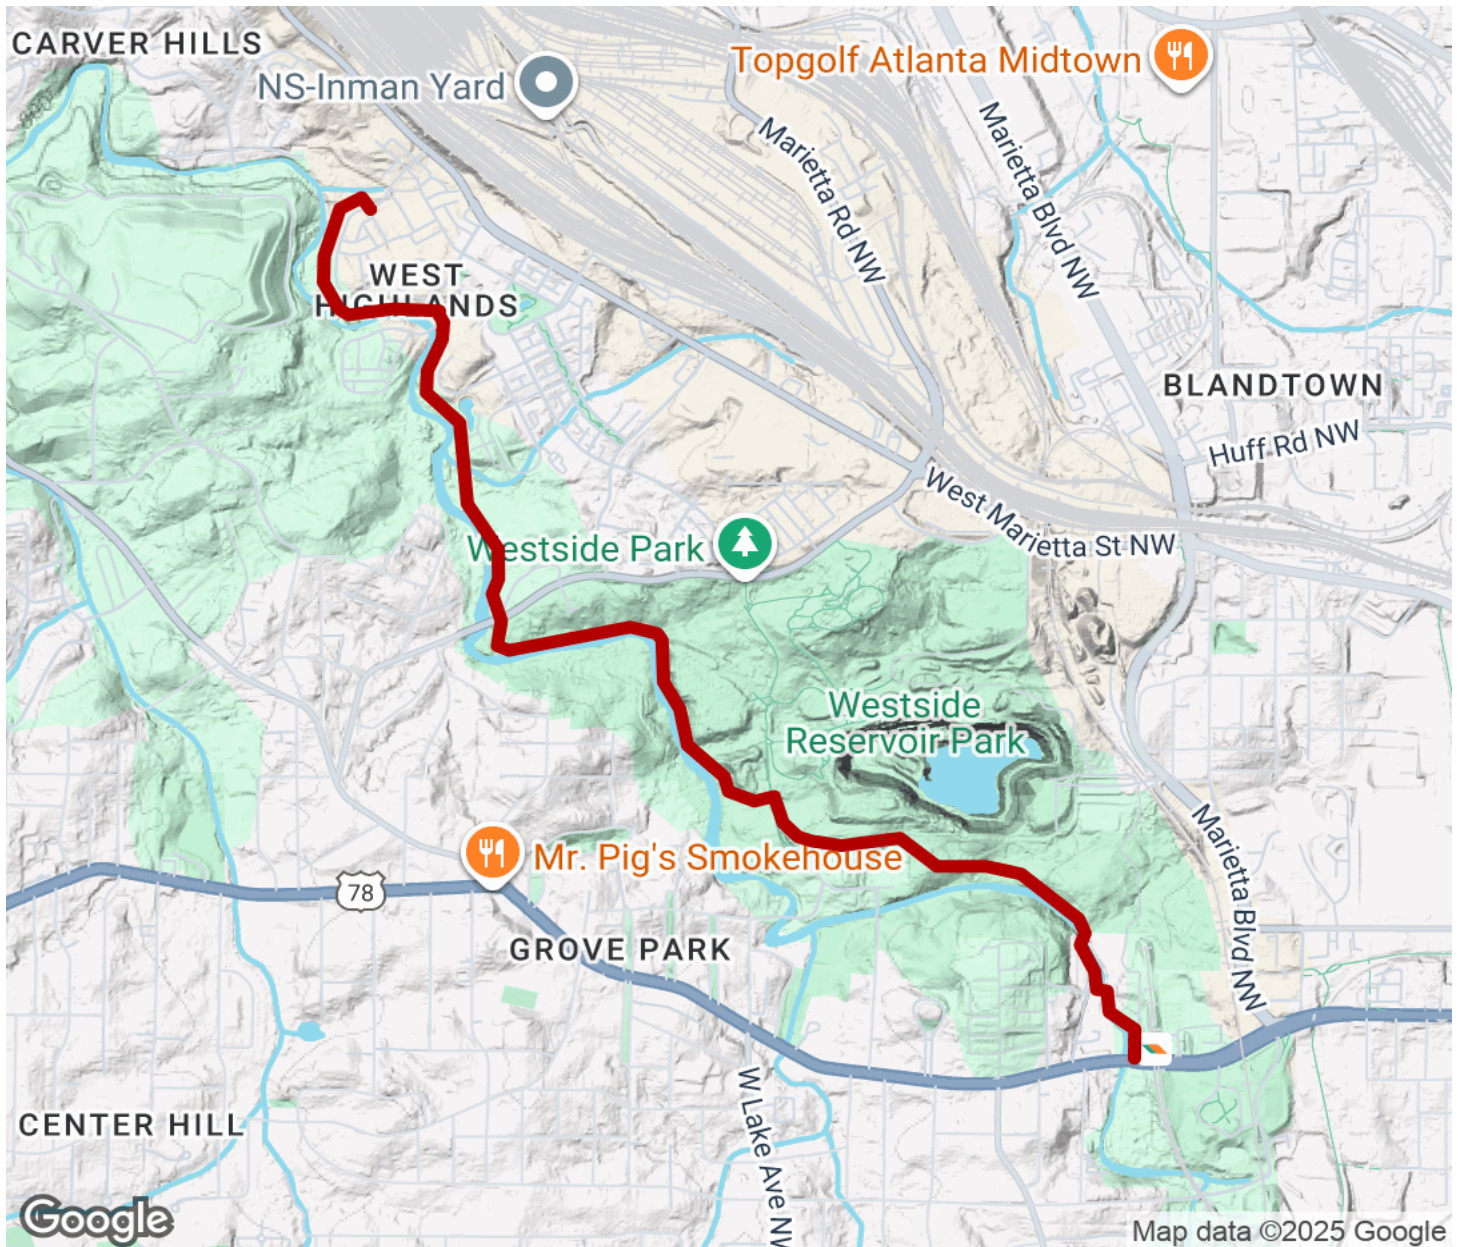 CARVER HILLS
NS-Inman Yard
Topgolf Atlanta Midtown
Marietta Rd NW
Marietta Blvd NW
WEST
HIGHLANDS
BLANDTOWN
Huff Rd NW
West Marietta St NW
Westside Park
Westside
Reservoir Park
Marietta Blvd NW
Mr. Pig's Smokehouse
78
GROVE PARK
W Lake Ave NW
CENTER HILL
Google
Map data ©2025 Google